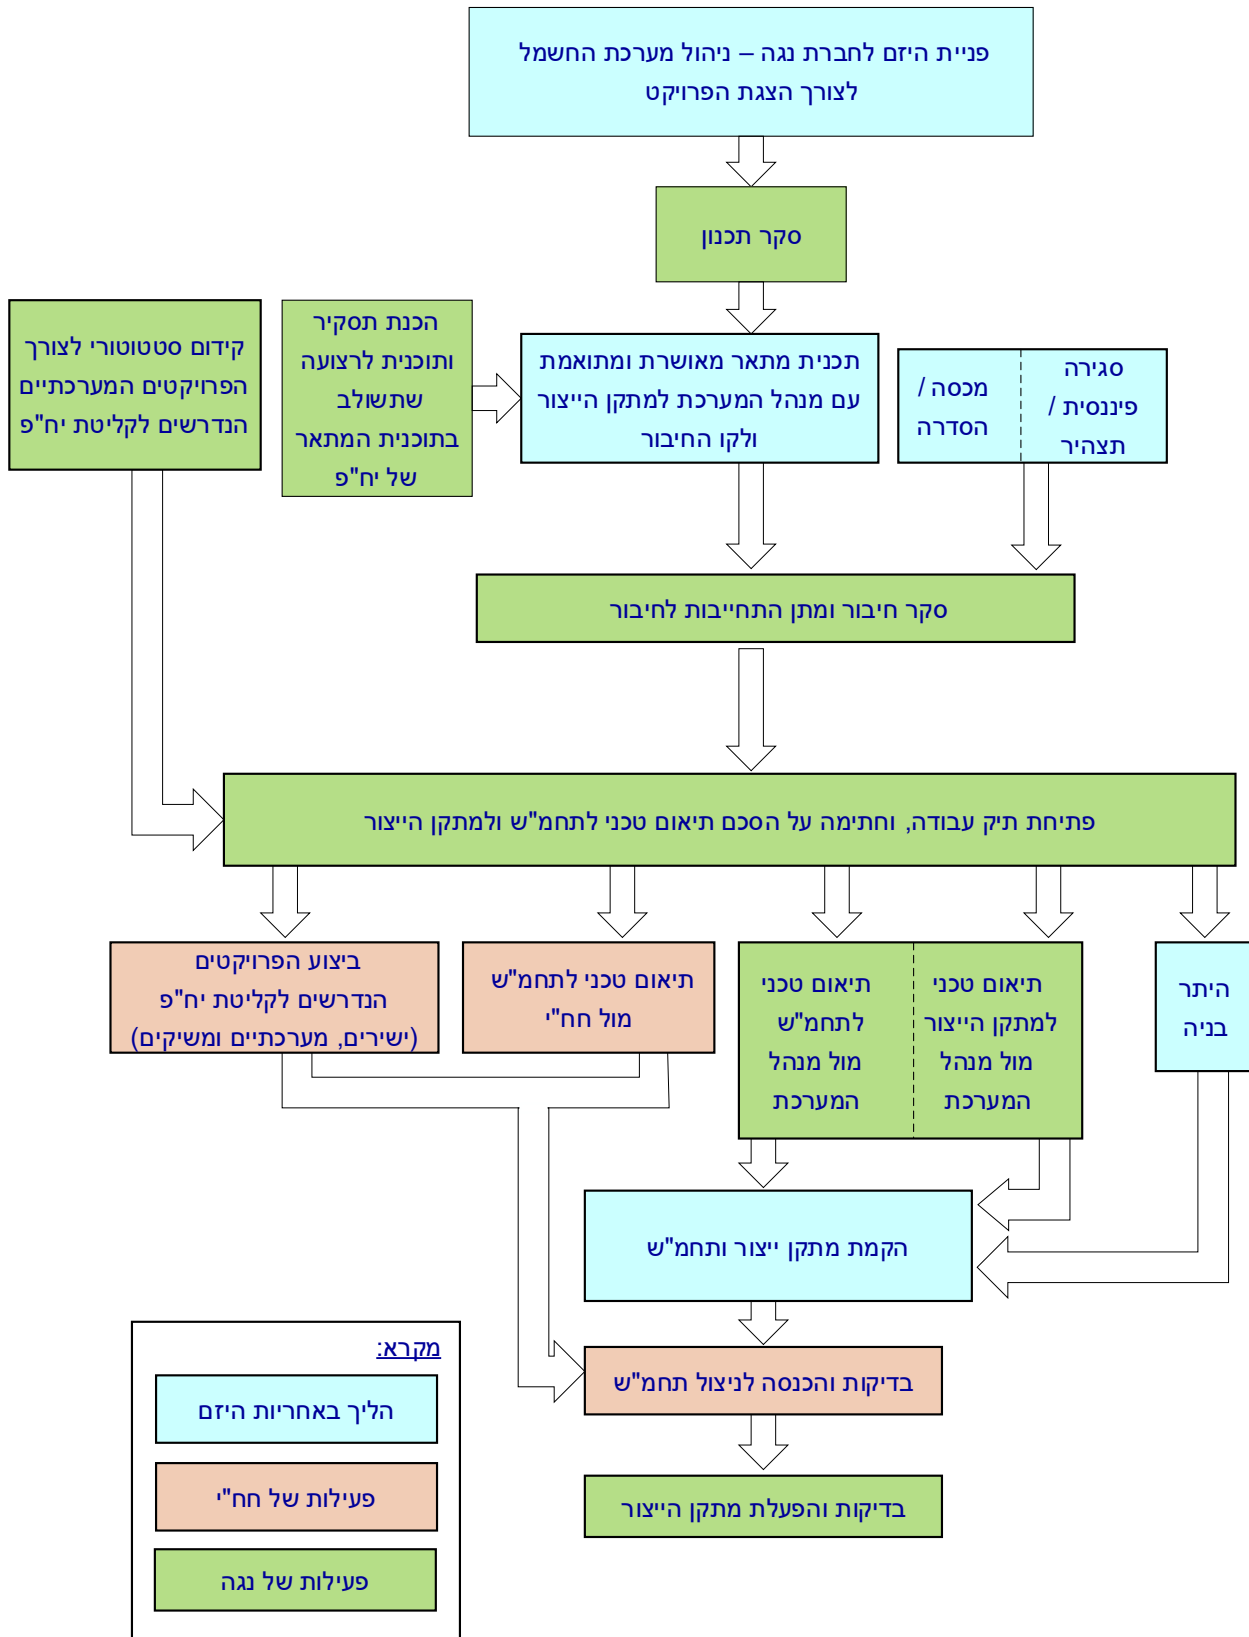 פניית היזם לחברת נגה – ניהול מערכת החשמל
לצורך הצגת הפרויקט
סקר תכנון
סגירה
פיננסית /
תצהיר
מכסה /
הסדרה
תכנית מתאר מאושרת ומתואמת
עם מנהל המערכת למתקן הייצור
ולקו החיבור
הכנת תסקיר
ותוכנית לרצועה
שתשולב
בתוכנית המתאר
של יח"פ
קידום סטטוטורי לצורך
הפרויקטים המערכתיים
הנדרשים לקליטת יח"פ
סקר חיבור ומתן התחייבות לחיבור
פתיחת תיק עבודה, וחתימה על הסכם תיאום טכני לתחמ"ש ולמתקן הייצור
היתר
בניה
תיאום טכני
למתקן הייצור
מול מנהל
המערכת
תיאום טכני
לתחמ"ש
מול מנהל
המערכת
תיאום טכני לתחמ"ש
מול חח"י
ביצוע הפרויקטים
הנדרשים לקליטת יח"פ
(ישירים, מערכתיים ומשיקים)
הקמת מתקן ייצור ותחמ"ש
בדיקות והכנסה לניצול תחמ"ש
בדיקות והפעלת מתקן הייצור
מקרא:
הליך באחריות היזם
פעילות של חח"י
פעילות של נגה